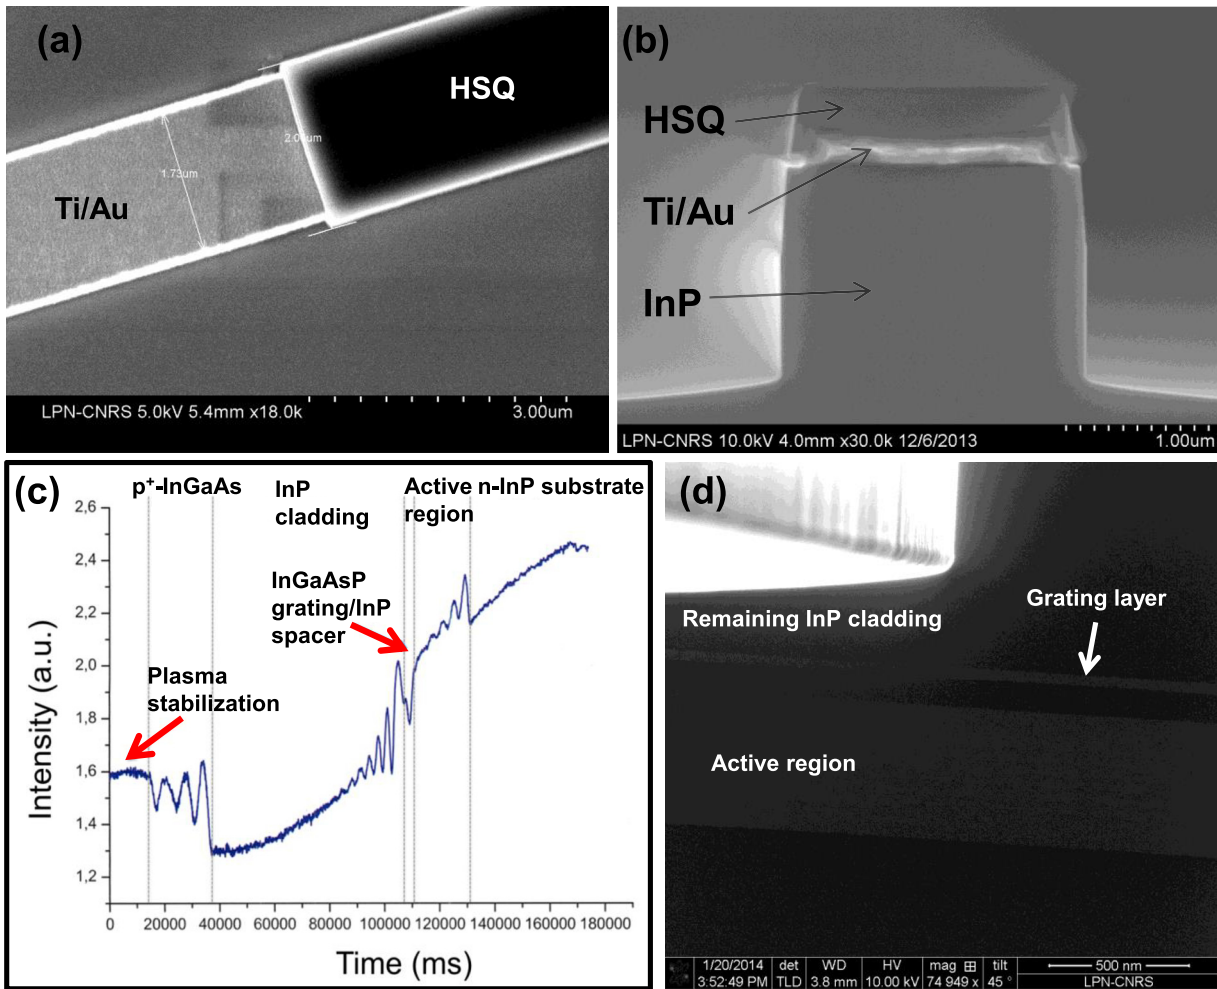 (a)
HSQ
2.00um
1.73um
Ti/Au
LPN-CNRS 5.0kV 5.4mm x18.0k 3.00um
(b)
HSQ
Ti/Au
InP
LPN-CNRS 10.0kV 4.0mm x30.0k 12/6/2013 1.00um
(c)
p⁺-InGaAs
InP
cladding
Active
region
n-InP substrate
InGaAsP
grating/InP
spacer
Plasma
stabilization
2,6
2,4
2,2
2,0
1,8
1,6
1,4
1,2
Intensity (a.u.)
0 20000 40000 60000 80000 100000 120000 140000 160000 180000
Time (ms)
(d)
Grating layer
Remaining InP cladding
Active region
1/20/2014 det WD HV mag ⊞ tilt 500 nm
3:52:49 PM TLD 3.8 mm 10.00 kV 74 949 x 45 ° LPN-CNRS